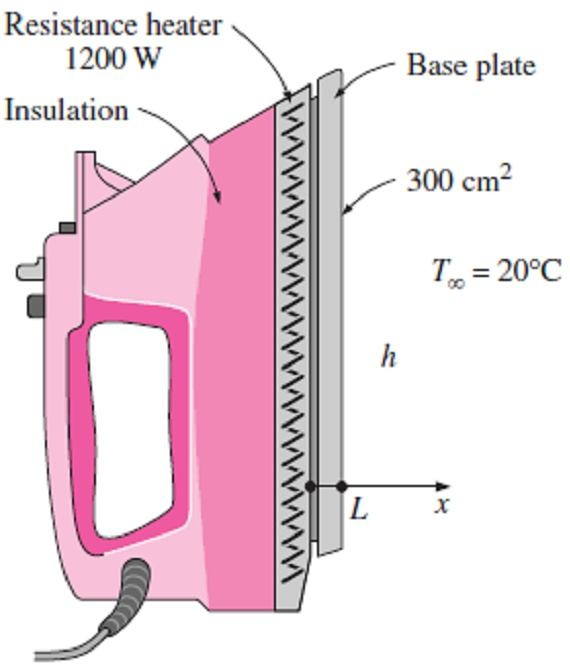 Resistance heater
1200 W
Base plate
Insulation
300 cm²
T∞ = 20°C
h
L
x